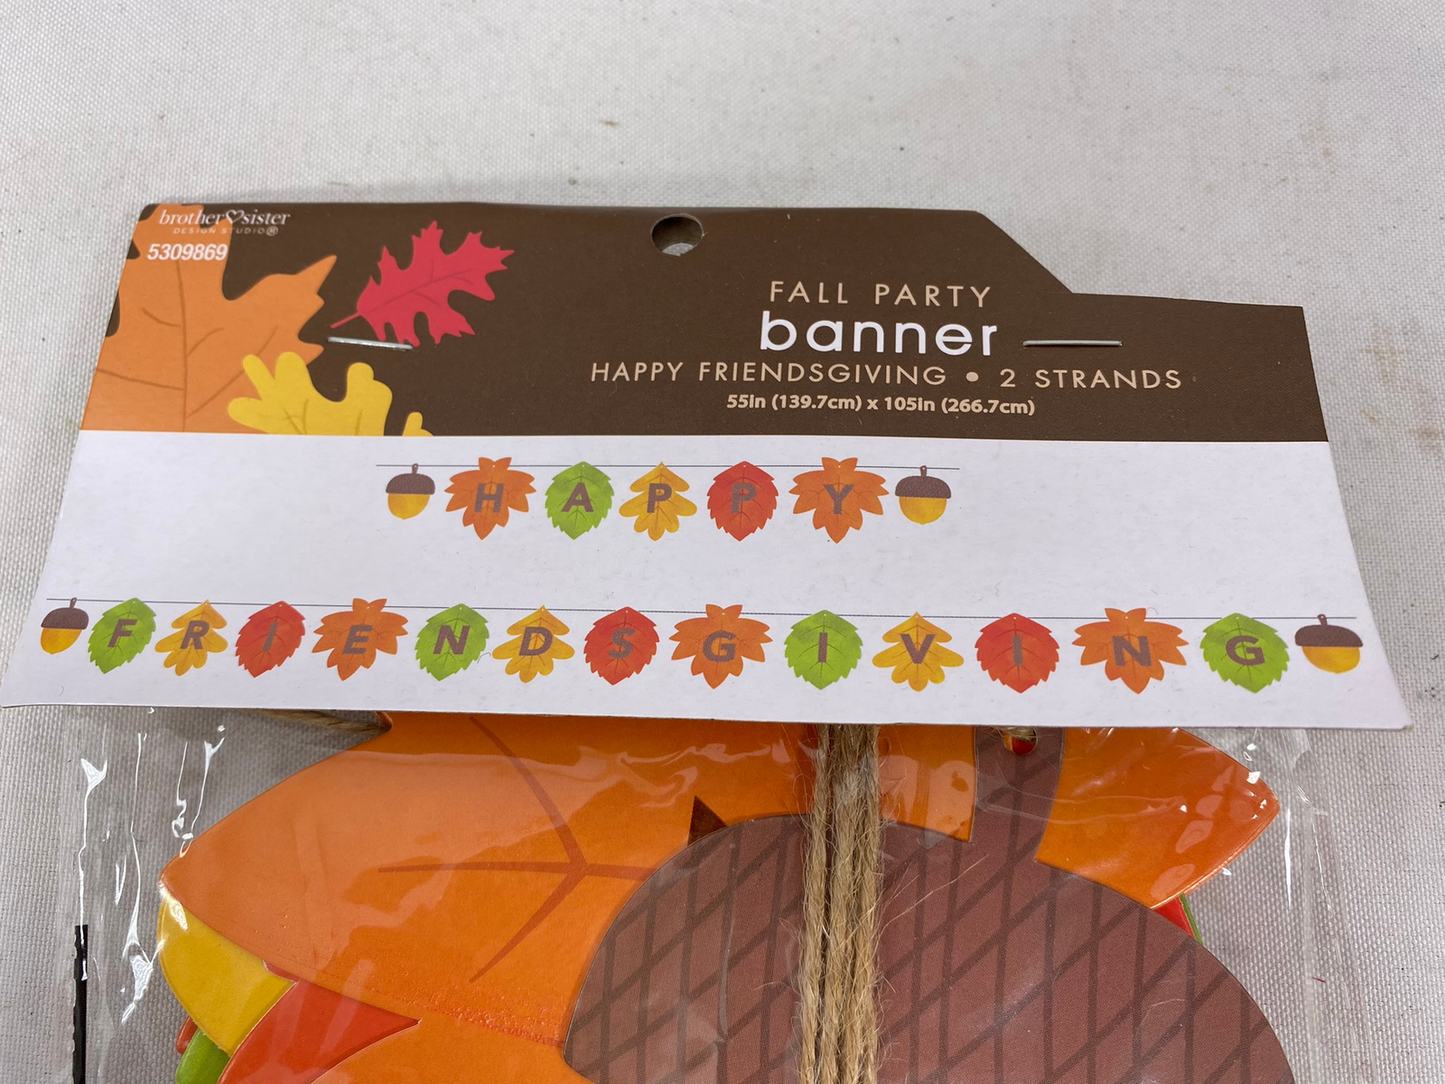 brother sister
DESIGN STUDIO®
5309869
FALL PARTY
banner
HAPPY FRIENDSGIVING • 2 STRANDS
55in (139.7cm) x 105in (266.7cm)
HAPPY
FRIENDSGIVING